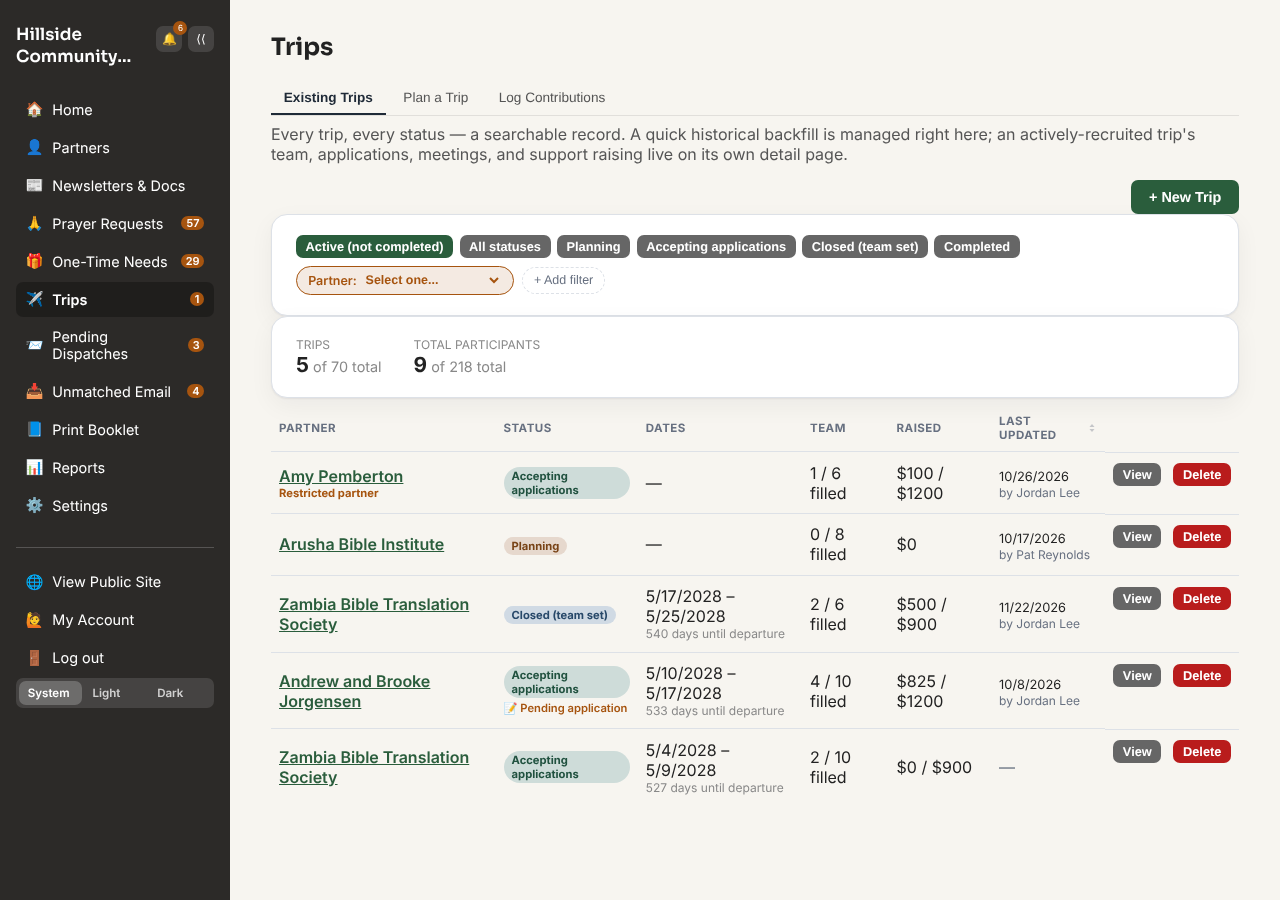 Hillside
Community...
6
⟨⟨
Home
Partners
Newsletters & Docs
Prayer Requests 57
One-Time Needs 29
Trips 1
Pending
Dispatches 3
Unmatched Email 4
Print Booklet
Reports
Settings
View Public Site
My Account
Log out
System Light Dark
Trips
Existing Trips Plan a Trip Log Contributions
Every trip, every status — a searchable record. A quick historical backfill is managed right here; an actively-recruited trip's
team, applications, meetings, and support raising live on its own detail page.
+ New Trip
Active (not completed) All statuses Planning Accepting applications Closed (team set) Completed
Partner: Select one... + Add filter
TRIPS TOTAL PARTICIPANTS
5 of 70 total 9 of 218 total
PARTNER STATUS DATES TEAM RAISED LAST UPDATED
Amy Pemberton
Restricted partner
Accepting
applications
—
1 / 6
filled
$100 /
$1200
10/26/2026
by Jordan Lee
View Delete
Arusha Bible Institute
Planning
—
0 / 8
filled
$0
10/17/2026
by Pat Reynolds
View Delete
Zambia Bible Translation
Society
Closed (team set)
5/17/2028 –
5/25/2028
540 days until departure
2 / 6
filled
$500 /
$900
11/22/2026
by Jordan Lee
View Delete
Andrew and Brooke
Jorgensen
Accepting
applications
Pending application
5/10/2028 –
5/17/2028
533 days until departure
4 / 10
filled
$825 /
$1200
10/8/2026
by Jordan Lee
View Delete
Zambia Bible Translation
Society
Accepting
applications
5/4/2028 –
5/9/2028
527 days until departure
2 / 10
filled
$0 / $900
—
View Delete